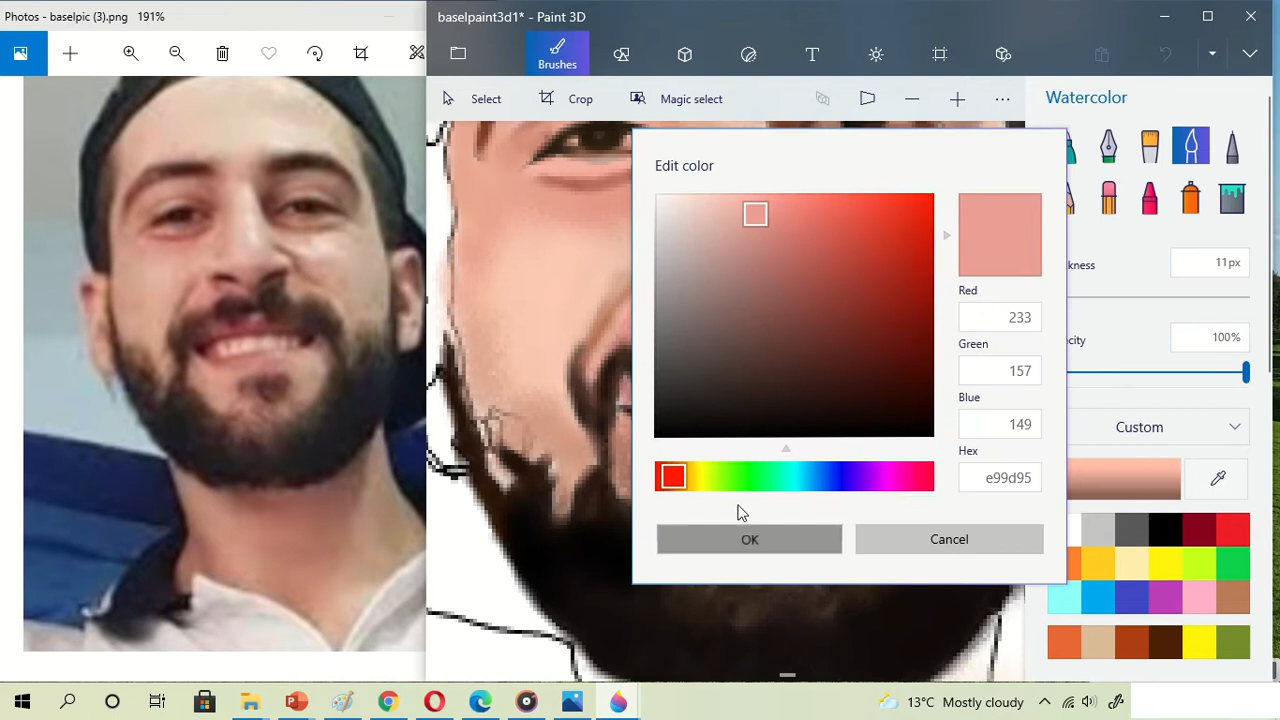 Photos - baselpic (3).png 191%
baselpaint3d1* - Paint 3D
Brushes
Select
Crop
Magic select
Watercolor
Edit color
Red
233
Green
157
Blue
149
Hex
e99d95
OK
Cancel
kness
11px
acity
100%
Custom
13°C Mostly cloudy